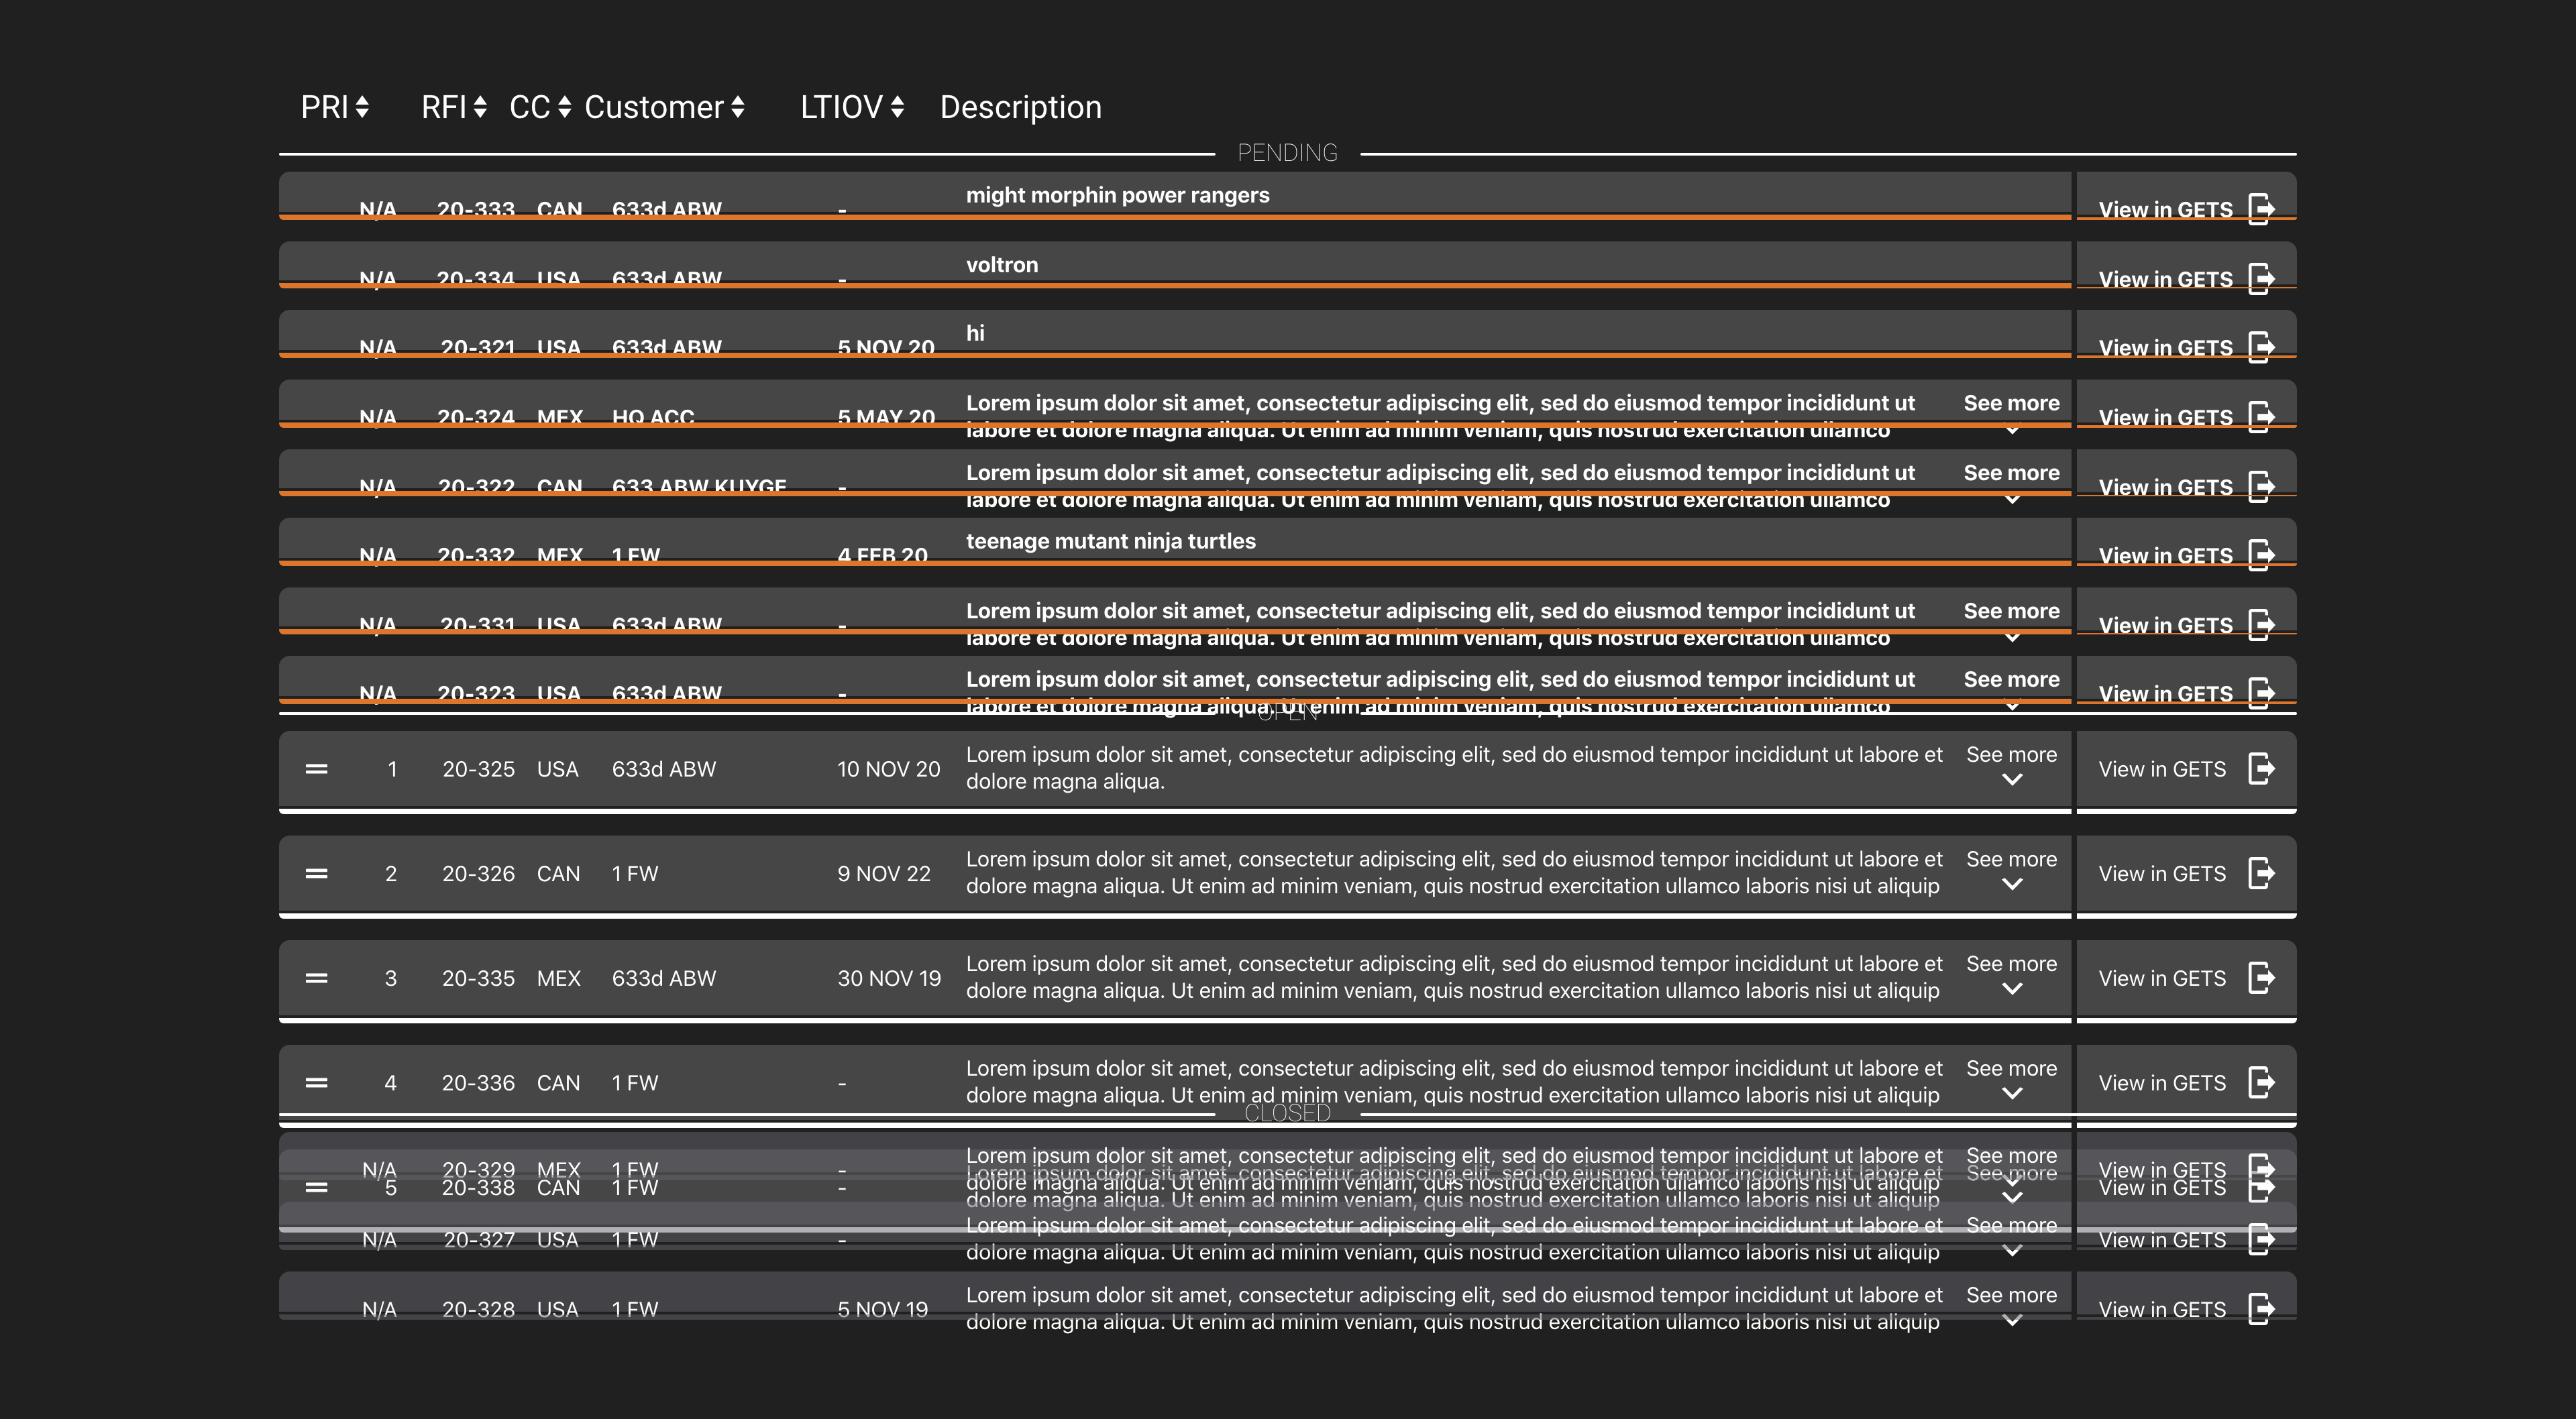 PRI RFI CC Customer LTIOV Description
PENDING
N/A 20-333 CAN 633d ABW - might morphin power rangers View in GETS
N/A 20-334 USA 633d ABW - voltron View in GETS
N/A 20-321 USA 633d ABW 5 NOV 20 hi View in GETS
N/A 20-324 MEX HQ ACC 5 MAY 20 Lorem ipsum dolor sit amet, consectetur adipiscing elit, sed do eiusmod tempor incididunt ut See more View in GETS
labore et dolore magna aliqua. Ut enim ad minim veniam, quis nostrud exercitation ullamco
N/A 20-322 CAN 633 ABW KUYGE - Lorem ipsum dolor sit amet, consectetur adipiscing elit, sed do eiusmod tempor incididunt ut See more View in GETS
labore et dolore magna aliqua. Ut enim ad minim veniam, quis nostrud exercitation ullamco
N/A 20-332 MEX 1 FW 4 FEB 20 teenage mutant ninja turtles View in GETS
N/A 20-331 USA 633d ABW - Lorem ipsum dolor sit amet, consectetur adipiscing elit, sed do eiusmod tempor incididunt ut See more View in GETS
labore et dolore magna aliqua. Ut enim ad minim veniam, quis nostrud exercitation ullamco
N/A 20-323 USA 633d ABW - Lorem ipsum dolor sit amet, consectetur adipiscing elit, sed do eiusmod tempor incididunt ut See more View in GETS
labore et dolore magna aliqua. Ut enim ad minim veniam, quis nostrud exercitation ullamco
OPEN
1 20-325 USA 633d ABW 10 NOV 20 Lorem ipsum dolor sit amet, consectetur adipiscing elit, sed do eiusmod tempor incididunt ut labore et See more View in GETS
dolore magna aliqua.
2 20-326 CAN 1 FW 9 NOV 22 Lorem ipsum dolor sit amet, consectetur adipiscing elit, sed do eiusmod tempor incididunt ut labore et See more View in GETS
dolore magna aliqua. Ut enim ad minim veniam, quis nostrud exercitation ullamco laboris nisi ut aliquip
3 20-335 MEX 633d ABW 30 NOV 19 Lorem ipsum dolor sit amet, consectetur adipiscing elit, sed do eiusmod tempor incididunt ut labore et See more View in GETS
dolore magna aliqua. Ut enim ad minim veniam, quis nostrud exercitation ullamco laboris nisi ut aliquip
4 20-336 CAN 1 FW - Lorem ipsum dolor sit amet, consectetur adipiscing elit, sed do eiusmod tempor incididunt ut labore et See more View in GETS
dolore magna aliqua. Ut enim ad minim veniam, quis nostrud exercitation ullamco laboris nisi ut aliquip
CLOSED
N/A 20-329 MEX 1 FW - Lorem ipsum dolor sit amet, consectetur adipiscing elit, sed do eiusmod tempor incididunt ut labore et See more View in GETS
dolore magna aliqua. Ut enim ad minim veniam, quis nostrud exercitation ullamco laboris nisi ut aliquip
5 20-338 CAN 1 FW - Lorem ipsum dolor sit amet, consectetur adipiscing elit, sed do eiusmod tempor incididunt ut labore et See more View in GETS
dolore magna aliqua. Ut enim ad minim veniam, quis nostrud exercitation ullamco laboris nisi ut aliquip
N/A 20-327 USA 1 FW - Lorem ipsum dolor sit amet, consectetur adipiscing elit, sed do eiusmod tempor incididunt ut labore et See more View in GETS
dolore magna aliqua. Ut enim ad minim veniam, quis nostrud exercitation ullamco laboris nisi ut aliquip
N/A 20-328 USA 1 FW 5 NOV 19 Lorem ipsum dolor sit amet, consectetur adipiscing elit, sed do eiusmod tempor incididunt ut labore et See more View in GETS
dolore magna aliqua. Ut enim ad minim veniam, quis nostrud exercitation ullamco laboris nisi ut aliquip